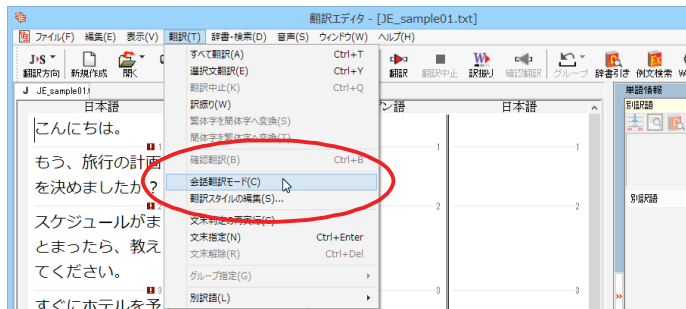 翻訳エディタ - [JE_sample01.txt]
ファイル(F) 編集(E) 表示(V) 翻訳(T) 辞書・検索(D) 音声(S) ウィンドウ(W) ヘルプ(H)
J▸S
翻訳方向 新規作成 開く
翻訳 翻訳中止 訳振り 確認翻訳 グループ 辞書引き 例文検索
J JE_sample01.t
日本語
日本語
単語情報
別訳語
別訳語
すべて翻訳(A) Ctrl+T
選択文翻訳(E) Ctrl+Y
翻訳中止(K) Ctrl+Q
訳振り(W)
繁体字を簡体字へ変換(S)
簡体字を繁体字へ変換(T)
確認翻訳(B) Ctrl+B
会話翻訳モード(C)
翻訳スタイルの編集(S)...
文末判定の再実行(G)
文末指定(N) Ctrl+Enter
文末解除(R) Ctrl+Del
グループ指定(G)
別訳語(L)
こんにちは。
1
1
1
もう、旅行の計画
を決めましたか？
2
2
2
スケジュールがま
とまったら、教え
てください。
3
3
3
すぐにホテルを予